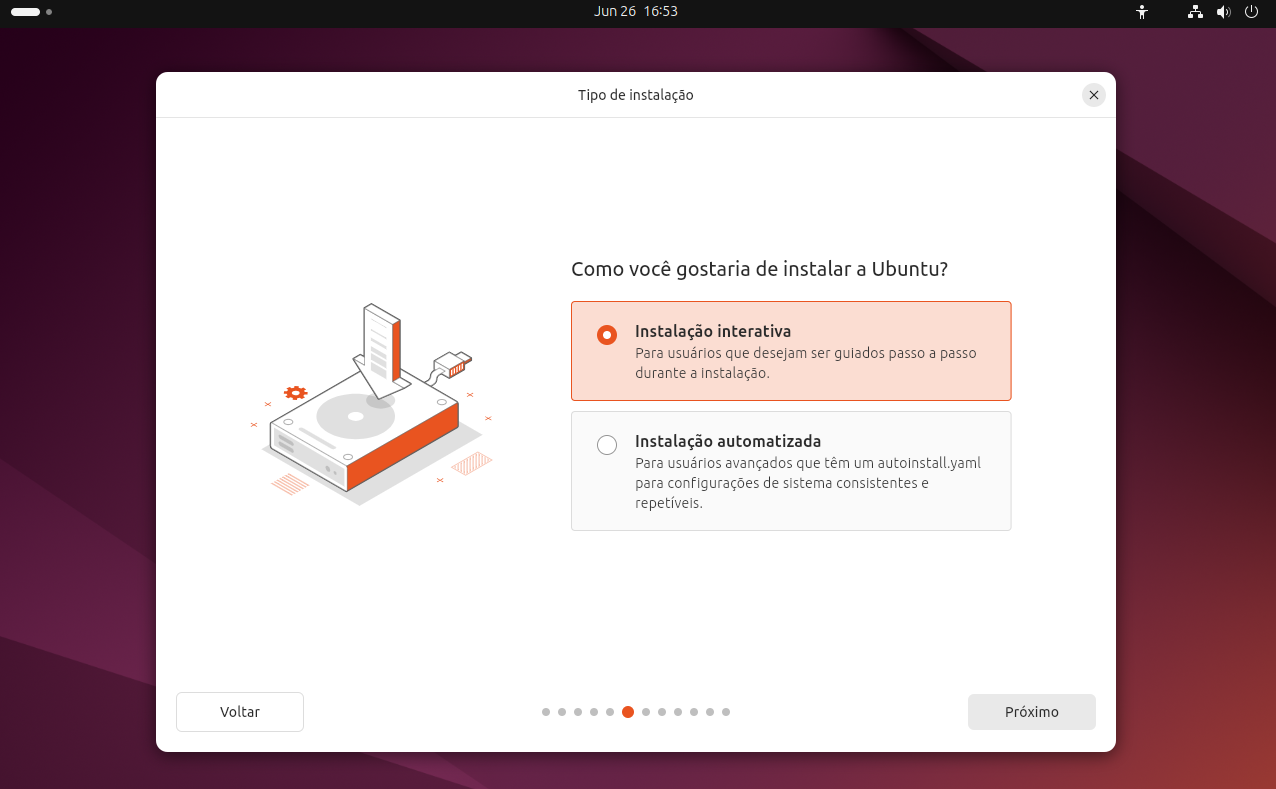 Jun 26 16:53
Tipo de instalação
Como você gostaria de instalar a Ubuntu?
Instalação interativa
Para usuários que desejam ser guiados passo a passo
durante a instalação.
Instalação automatizada
Para usuários avançados que têm um autoinstall.yaml
para configurações de sistema consistentes e
repetíveis.
Voltar
Próximo